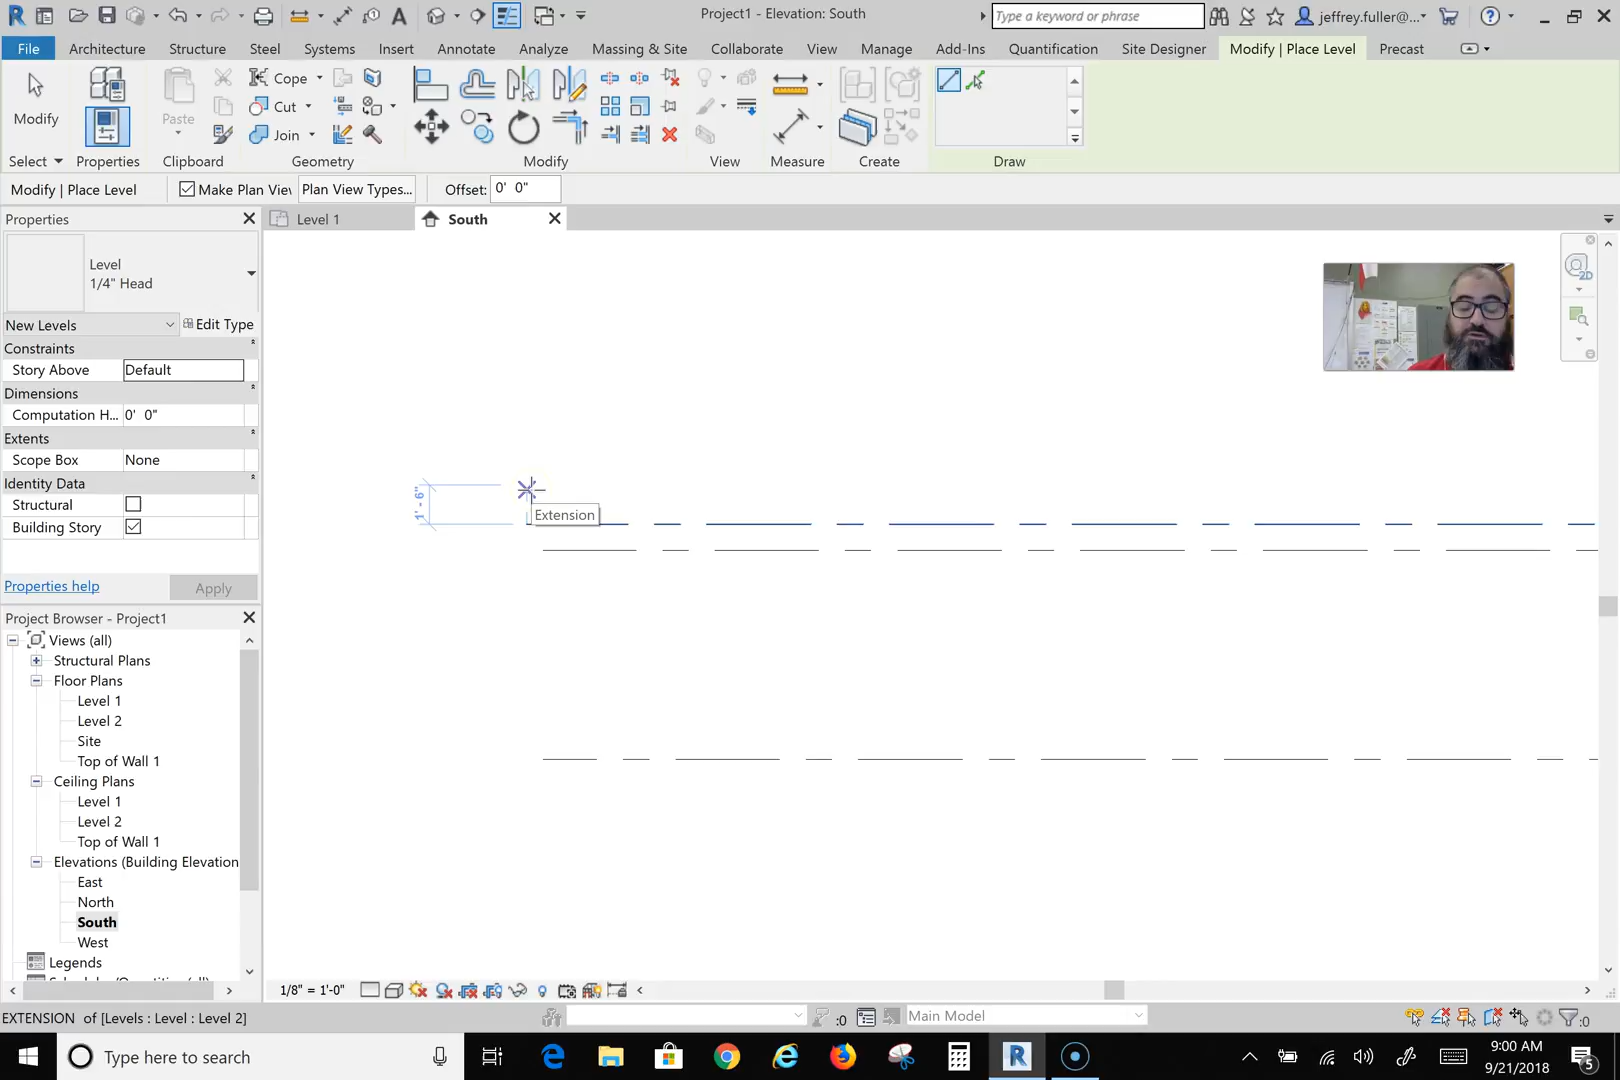 Project1 - Elevation: South
Type a keyword or phrase
jeffrey.fuller@...
File Architecture Structure Steel Systems Insert Annotate Analyze Massing & Site Collaborate View Manage Add-Ins Quantification Site Designer Modify | Place Level Precast
Modify
Paste
Cope
Cut
Join
Select Properties Clipboard Geometry Modify View Measure Create Draw
Modify | Place Level
Make Plan Vie
Plan View Types...
Offset: 0' 0"
Properties
Level 1
South
Level
1/4" Head
New Levels
Edit Type
Constraints
Story Above Default
Dimensions
Computation H... 0' 0"
Extents
Scope Box None
Identity Data
Structural
Building Story
Properties help
Apply
1' - 6"
Extension
2D
Project Browser - Project1
Views (all)
Structural Plans
Floor Plans
Level 1
Level 2
Site
Top of Wall 1
Ceiling Plans
Level 1
Level 2
Top of Wall 1
Elevations (Building Elevation
East
North
South
West
Legends
1/8" = 1'-0"
EXTENSION of [Levels : Level : Level 2]
:0
Main Model
:0
Type here to search
9:00 AM
9/21/2018
5